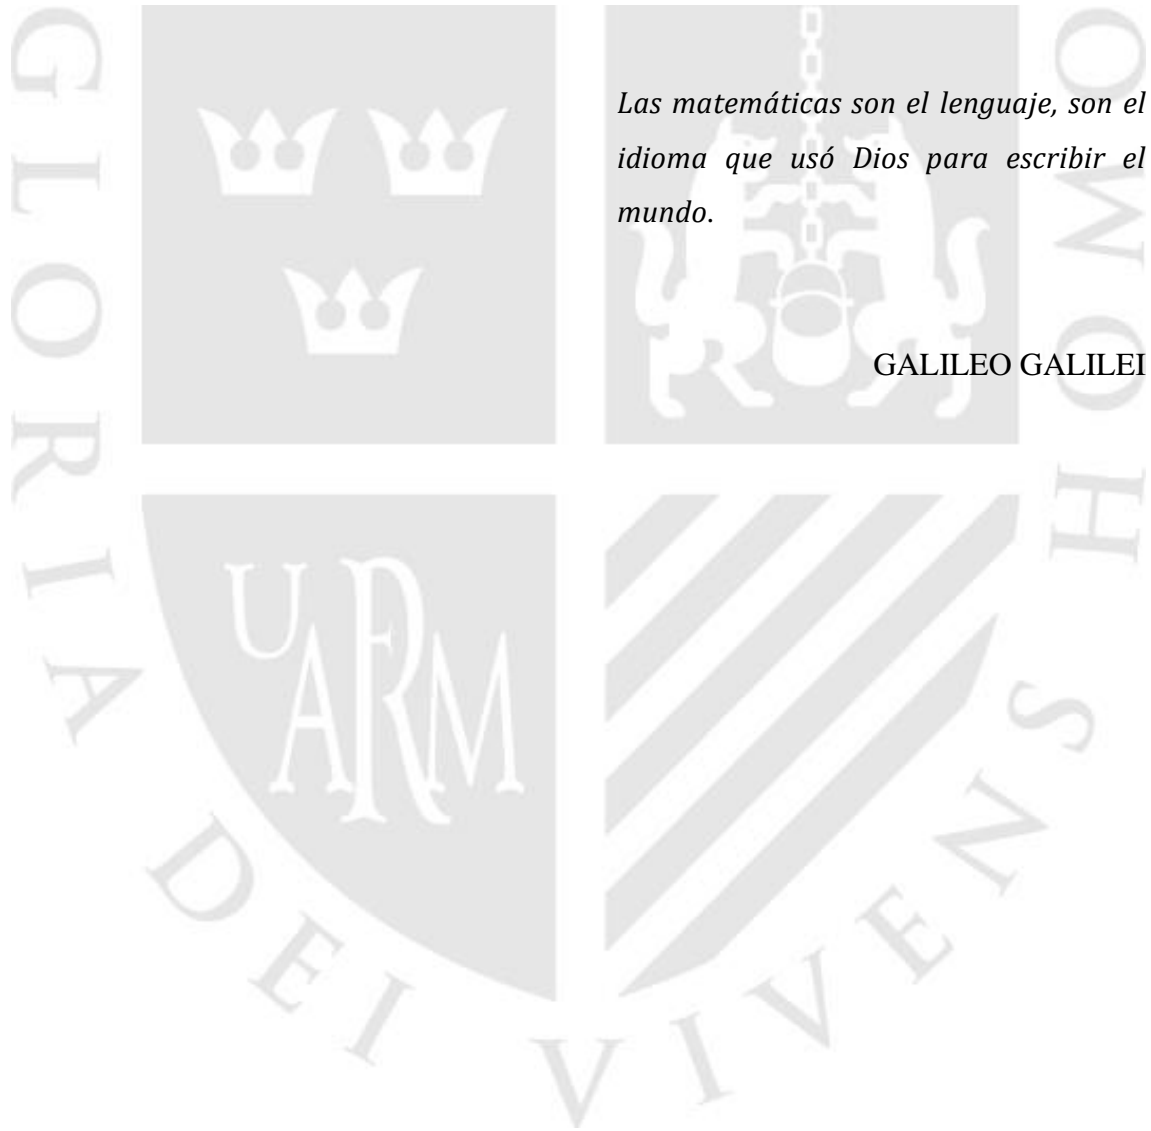 Las matemáticas son el lenguaje, son el
idioma que usó Dios para escribir el
mundo.
GALILEO GALILEI
GLORIA DEI VIVENS HOMO
UARM